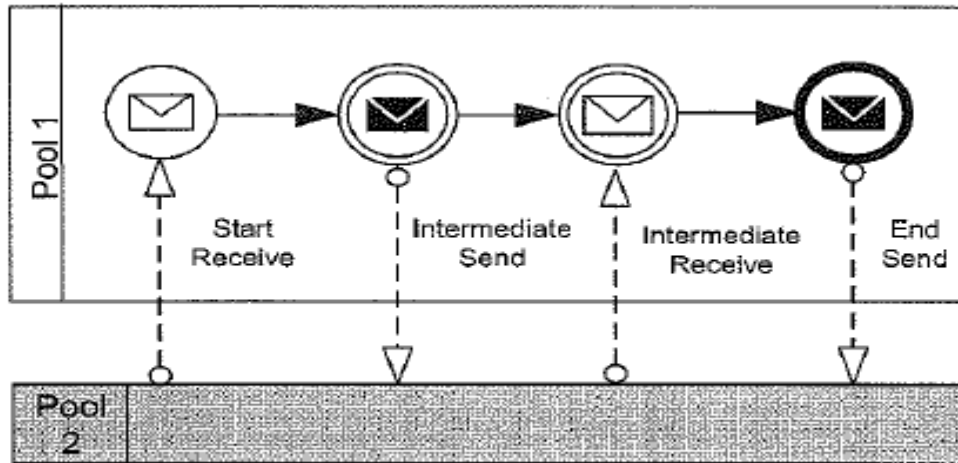 Pool 1
Start
Receive
Intermediate
Send
Intermediate
Receive
End
Send
Pool
2